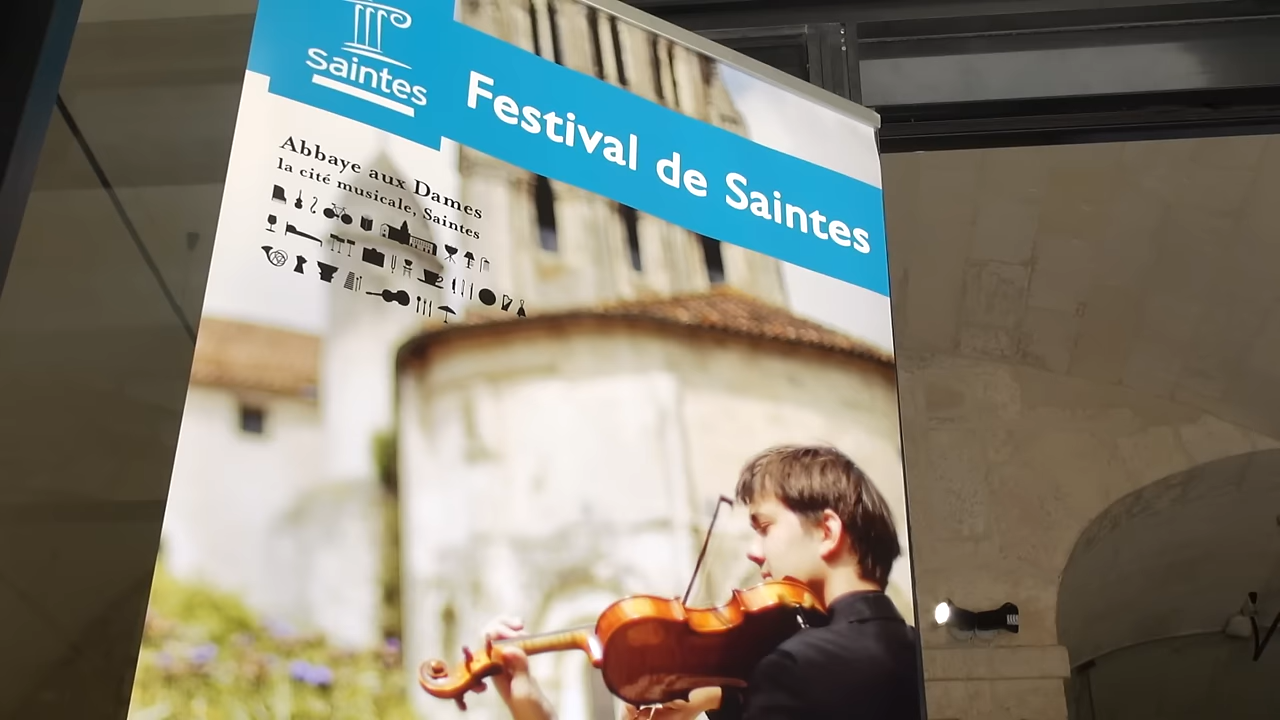 Saintes
Festival de Saintes
Abbaye aux Dames
la cité musicale, Saintes